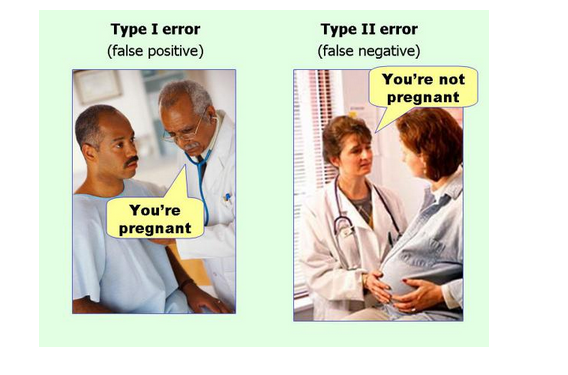 Type I error
(false positive)
You're
pregnant
Type II error
(false negative)
You're not
pregnant